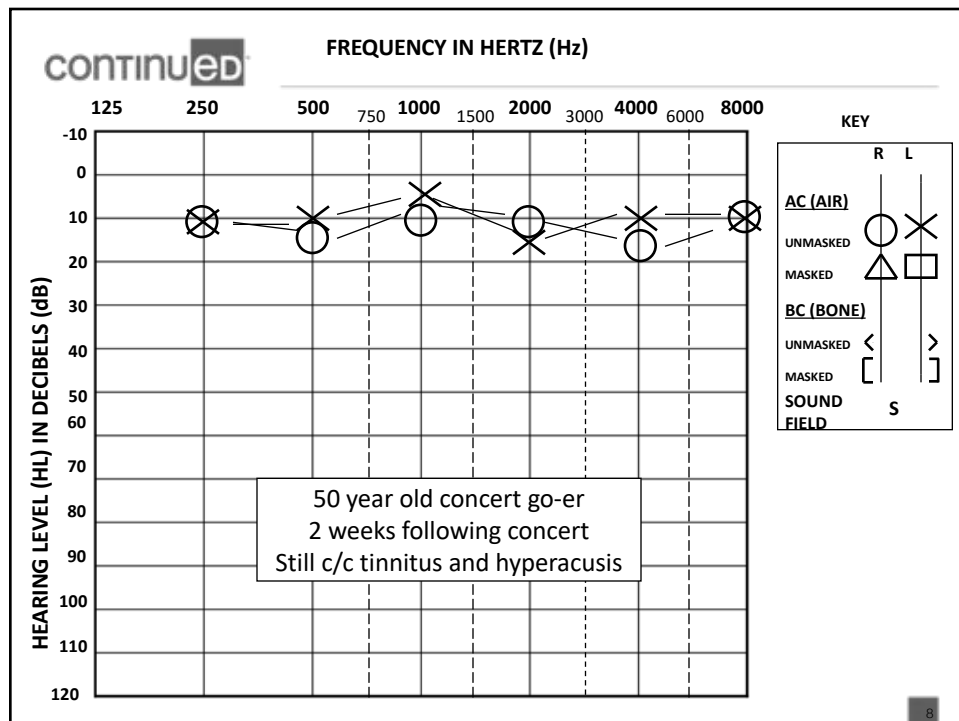 continued
FREQUENCY IN HERTZ (Hz)
125 250 500 750 1000 1500 2000 3000 4000 6000 8000
HEARING LEVEL (HL) IN DECIBELS (dB)
-10
0
10
20
30
40
50
60
70
80
90
100
110
120
KEY
R L
AC (AIR)
UNMASKED
MASKED
BC (BONE)
UNMASKED < >
MASKED [ ]
SOUND
FIELD S
50 year old concert go-er
2 weeks following concert
Still c/c tinnitus and hyperacusis
8